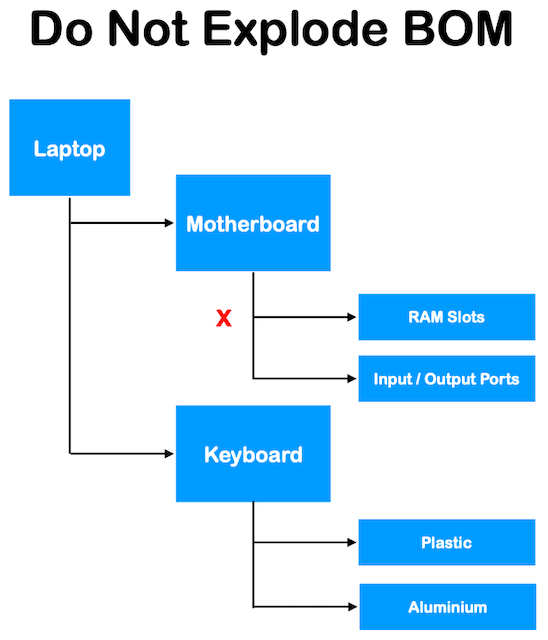 Do Not Explode BOM
Laptop
Motherboard
X
RAM Slots
Input / Output Ports
Keyboard
Plastic
Aluminium